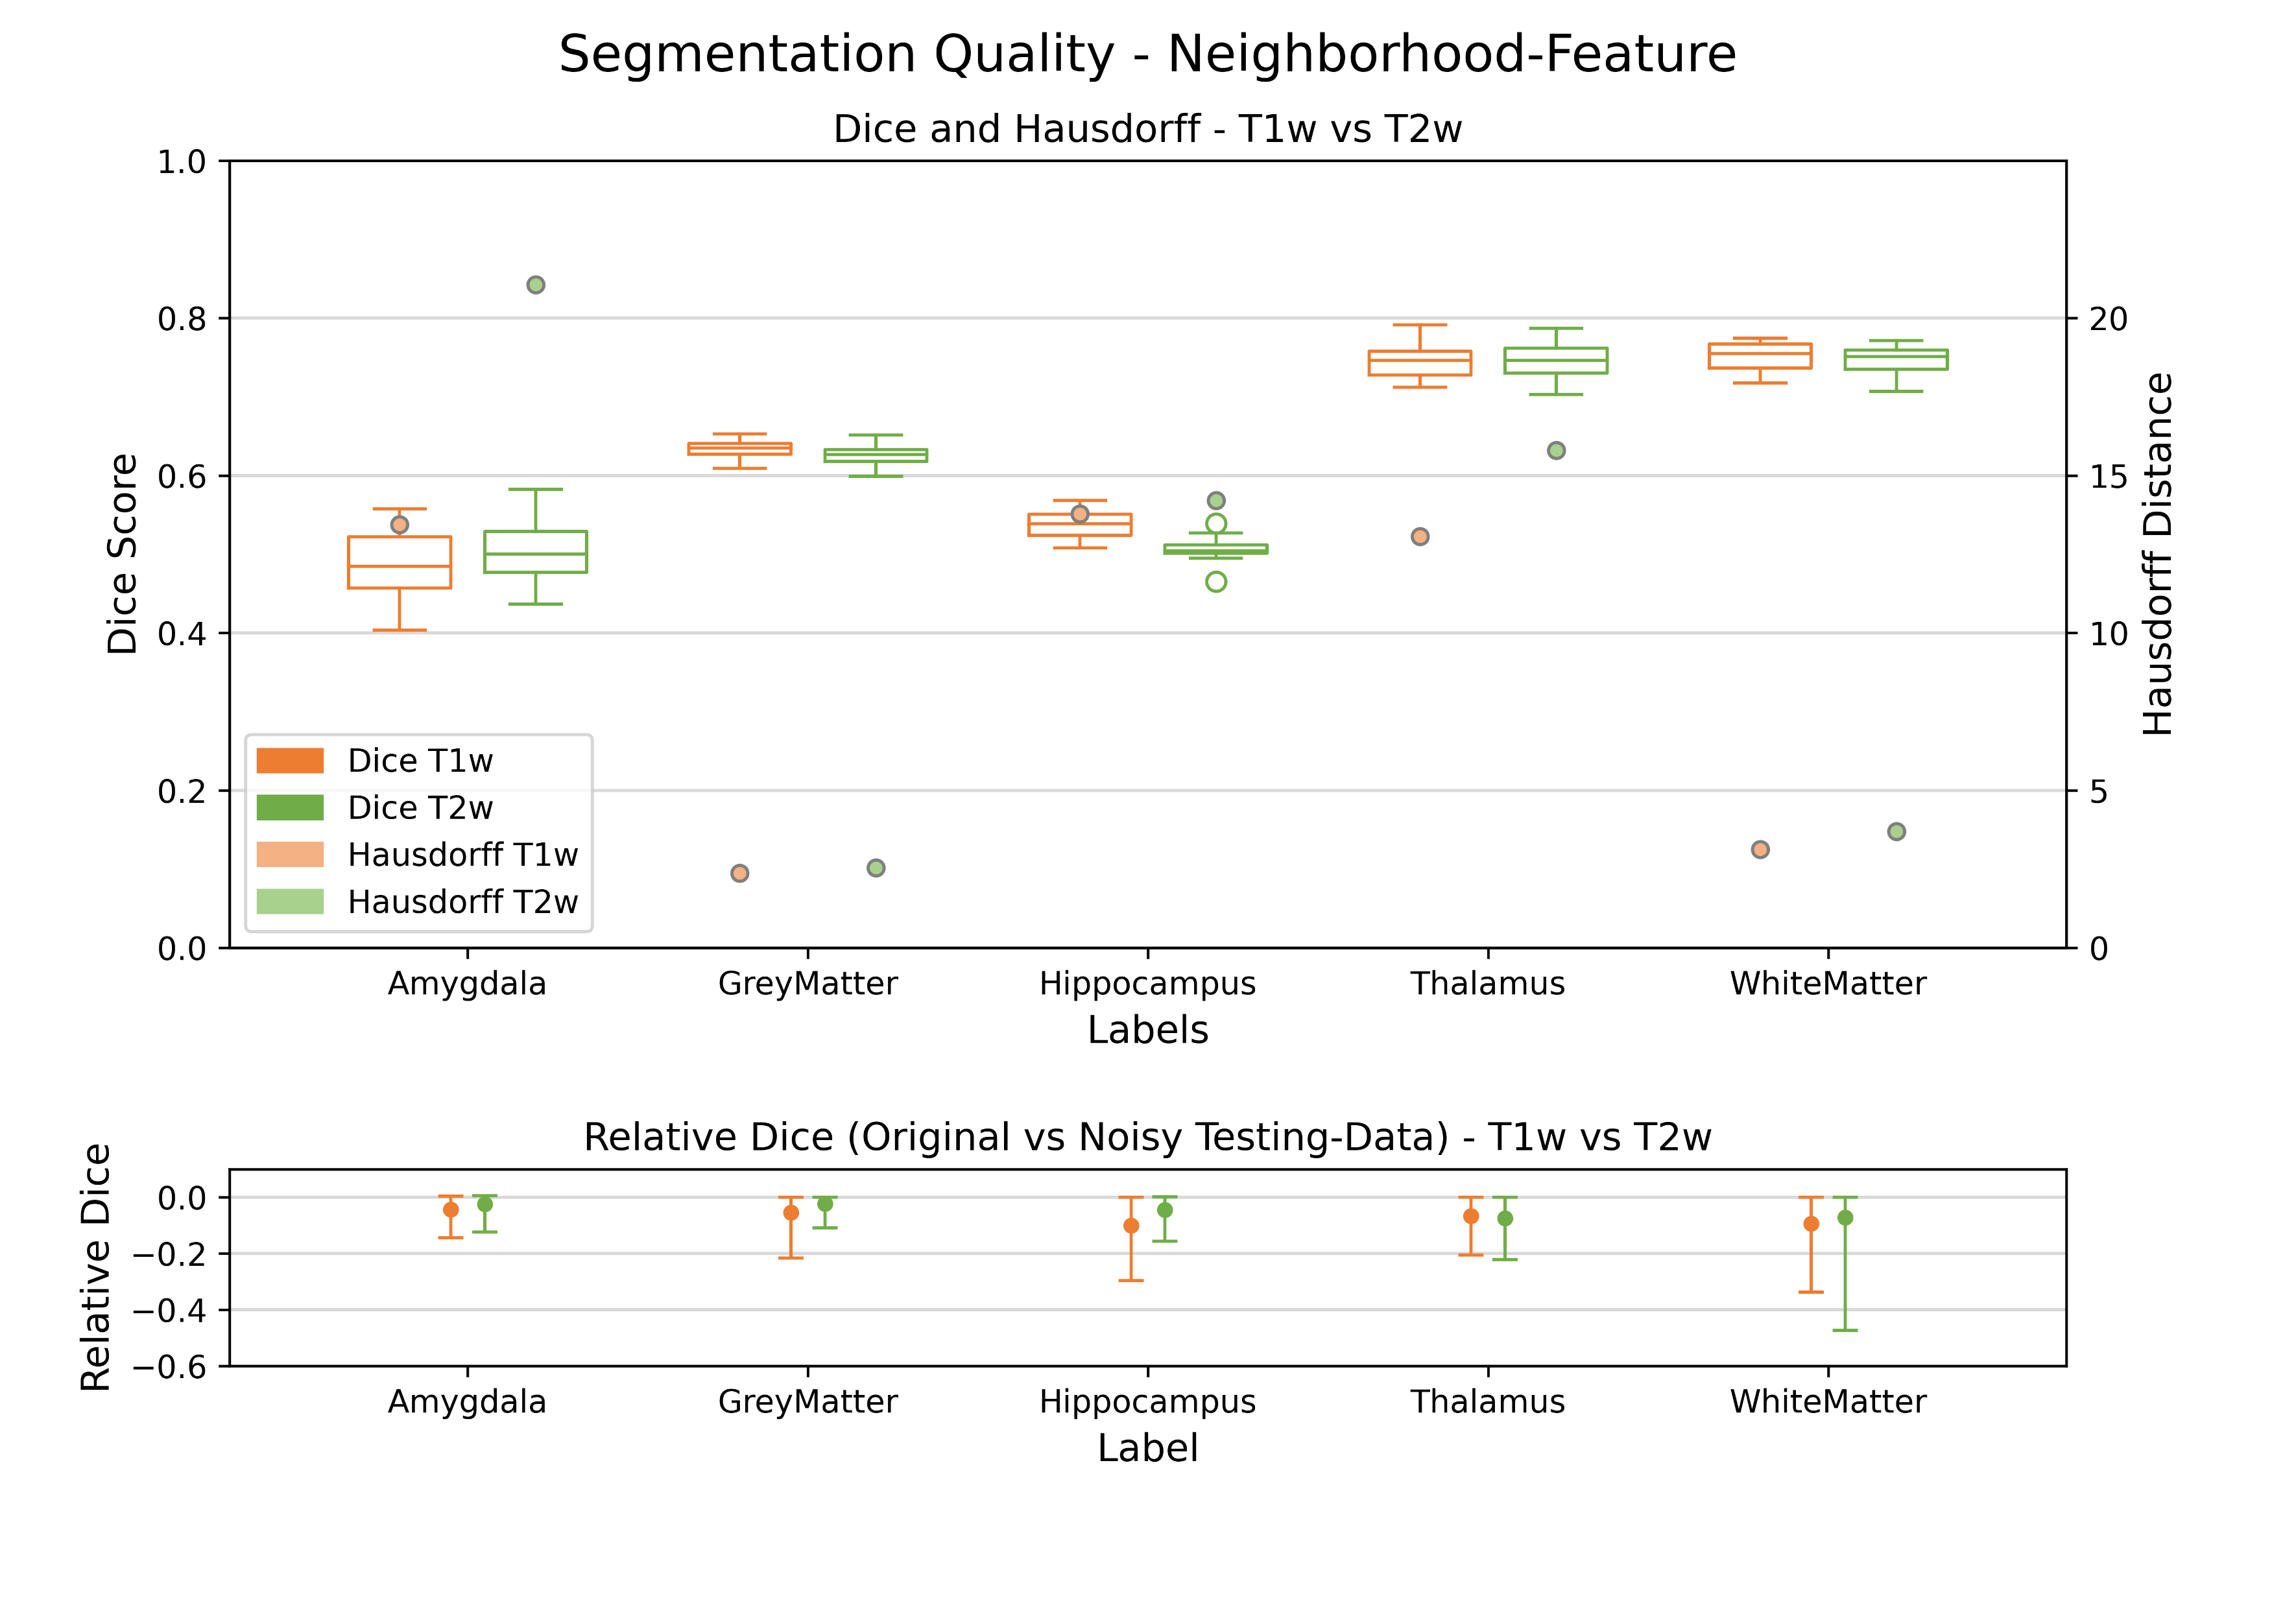 Segmentation Quality - Neighborhood-Feature
Dice and Hausdorff - T1w vs T2w
Dice Score
1.0
0.8
0.6
0.4
0.2
0.0
20
15
10
5
0
Hausdorff Distance
Dice T1w
Dice T2w
Hausdorff T1w
Hausdorff T2w
Amygdala GreyMatter Hippocampus Thalamus WhiteMatter
Labels
Relative Dice (Original vs Noisy Testing-Data) - T1w vs T2w
Relative Dice
0.0
−0.2
−0.4
−0.6
Amygdala GreyMatter Hippocampus Thalamus WhiteMatter
Label